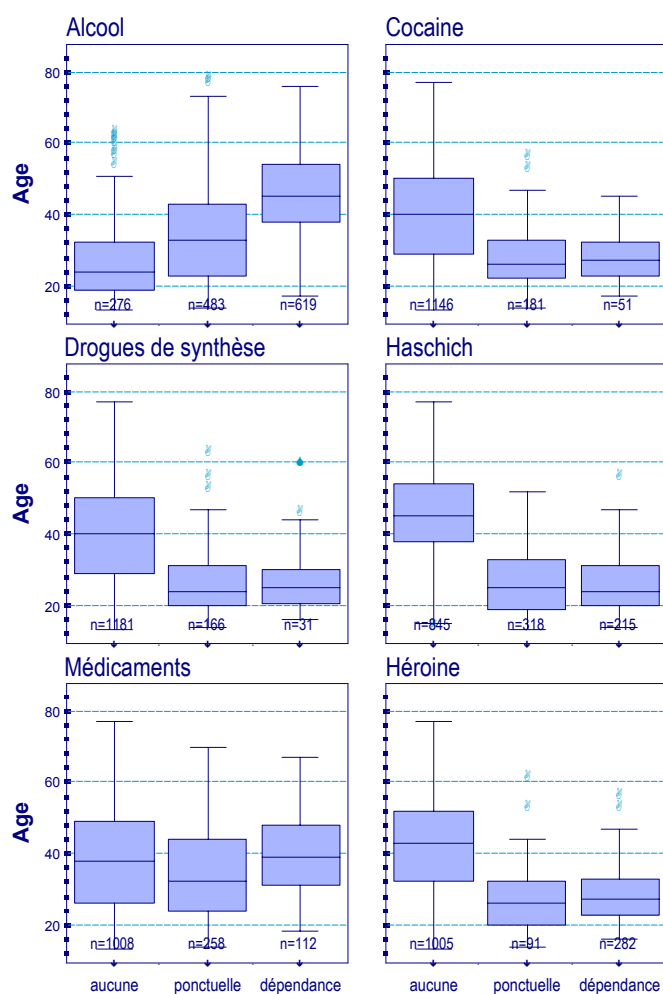 Alcool
Cocaine
Age
80
60
40
20
n=276
n=483
n=619
n=1146
n=181
n=51
Drogues de synthèse
Haschich
Age
80
60
40
20
n=1181
n=166
n=31
n=845
n=318
n=215
Médicaments
Héroine
Age
80
60
40
20
n=1008
n=258
n=112
n=1005
n=91
n=282
aucune
ponctuelle
dépendance
aucune
ponctuelle
dépendance